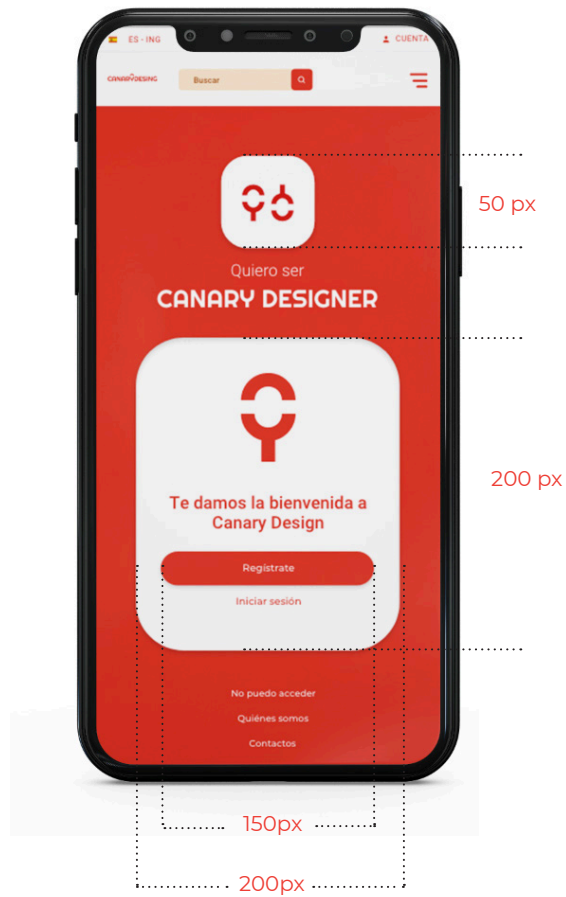 ES - ING
CUENTA
CANARYDESING
Buscar
50 px
Quiero ser
CANARY DESIGNER
200 px
Te damos la bienvenida a
Canary Design
Regístrate
Iniciar sesión
No puedo acceder
Quiénes somos
Contactos
150px
200px